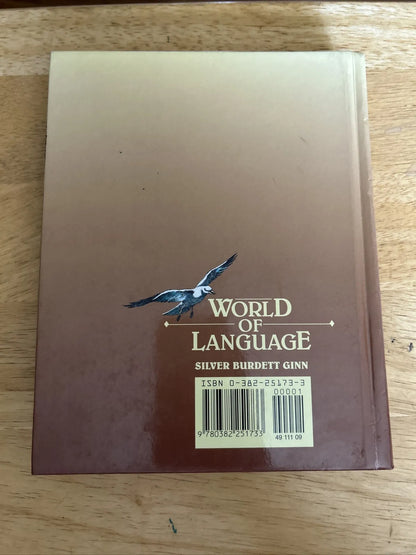 WORLD
OF
LANGUAGE
SILVER BURDETT GINN
ISBN 0-382-25173-3
00001
9 780382 251733
49 111 09